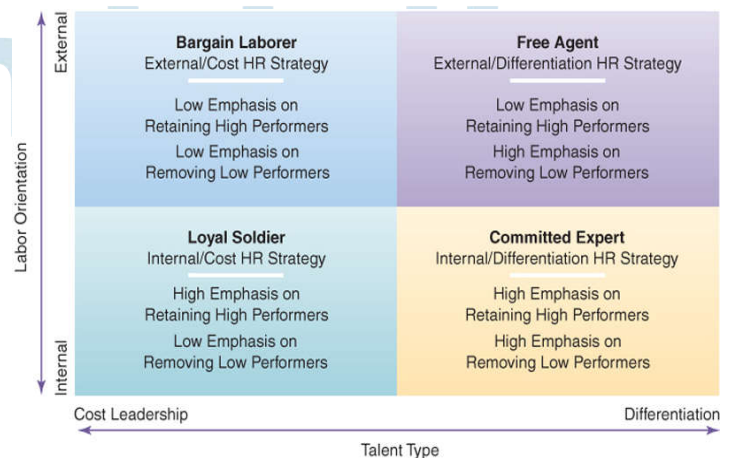 External
Labor Orientation
Internal
Bargain Laborer
External/Cost HR Strategy
Low Emphasis on
Retaining High Performers
Low Emphasis on
Removing Low Performers
Free Agent
External/Differentiation HR Strategy
Low Emphasis on
Retaining High Performers
High Emphasis on
Removing Low Performers
Loyal Soldier
Internal/Cost HR Strategy
High Emphasis on
Retaining High Performers
Low Emphasis on
Removing Low Performers
Committed Expert
Internal/Differentiation HR Strategy
High Emphasis on
Retaining High Performers
High Emphasis on
Removing Low Performers
Cost Leadership
Differentiation
Talent Type